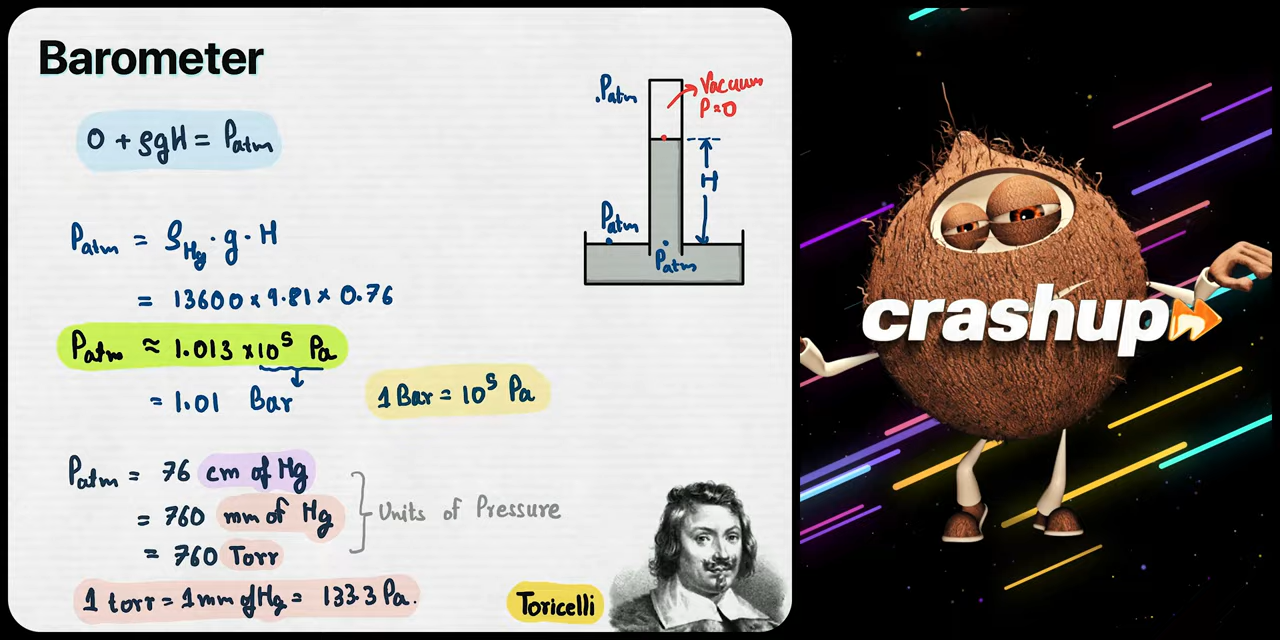 Barometer
0 + ρgH = Patm
Patm = ρHg · g · H
= 13600 × 9.81 × 0.76
Patm ≈ 1.013 × 10⁵ Pa
= 1.01 Bar
1 Bar = 10⁵ Pa
Patm = 76 cm of Hg
= 760 mm of Hg
= 760 Torr
Units of Pressure
1 torr = 1 mm of Hg = 133.3 Pa.
.Patm
Vacuum
P=0
H
Patm
Patm
Toricelli
crashup